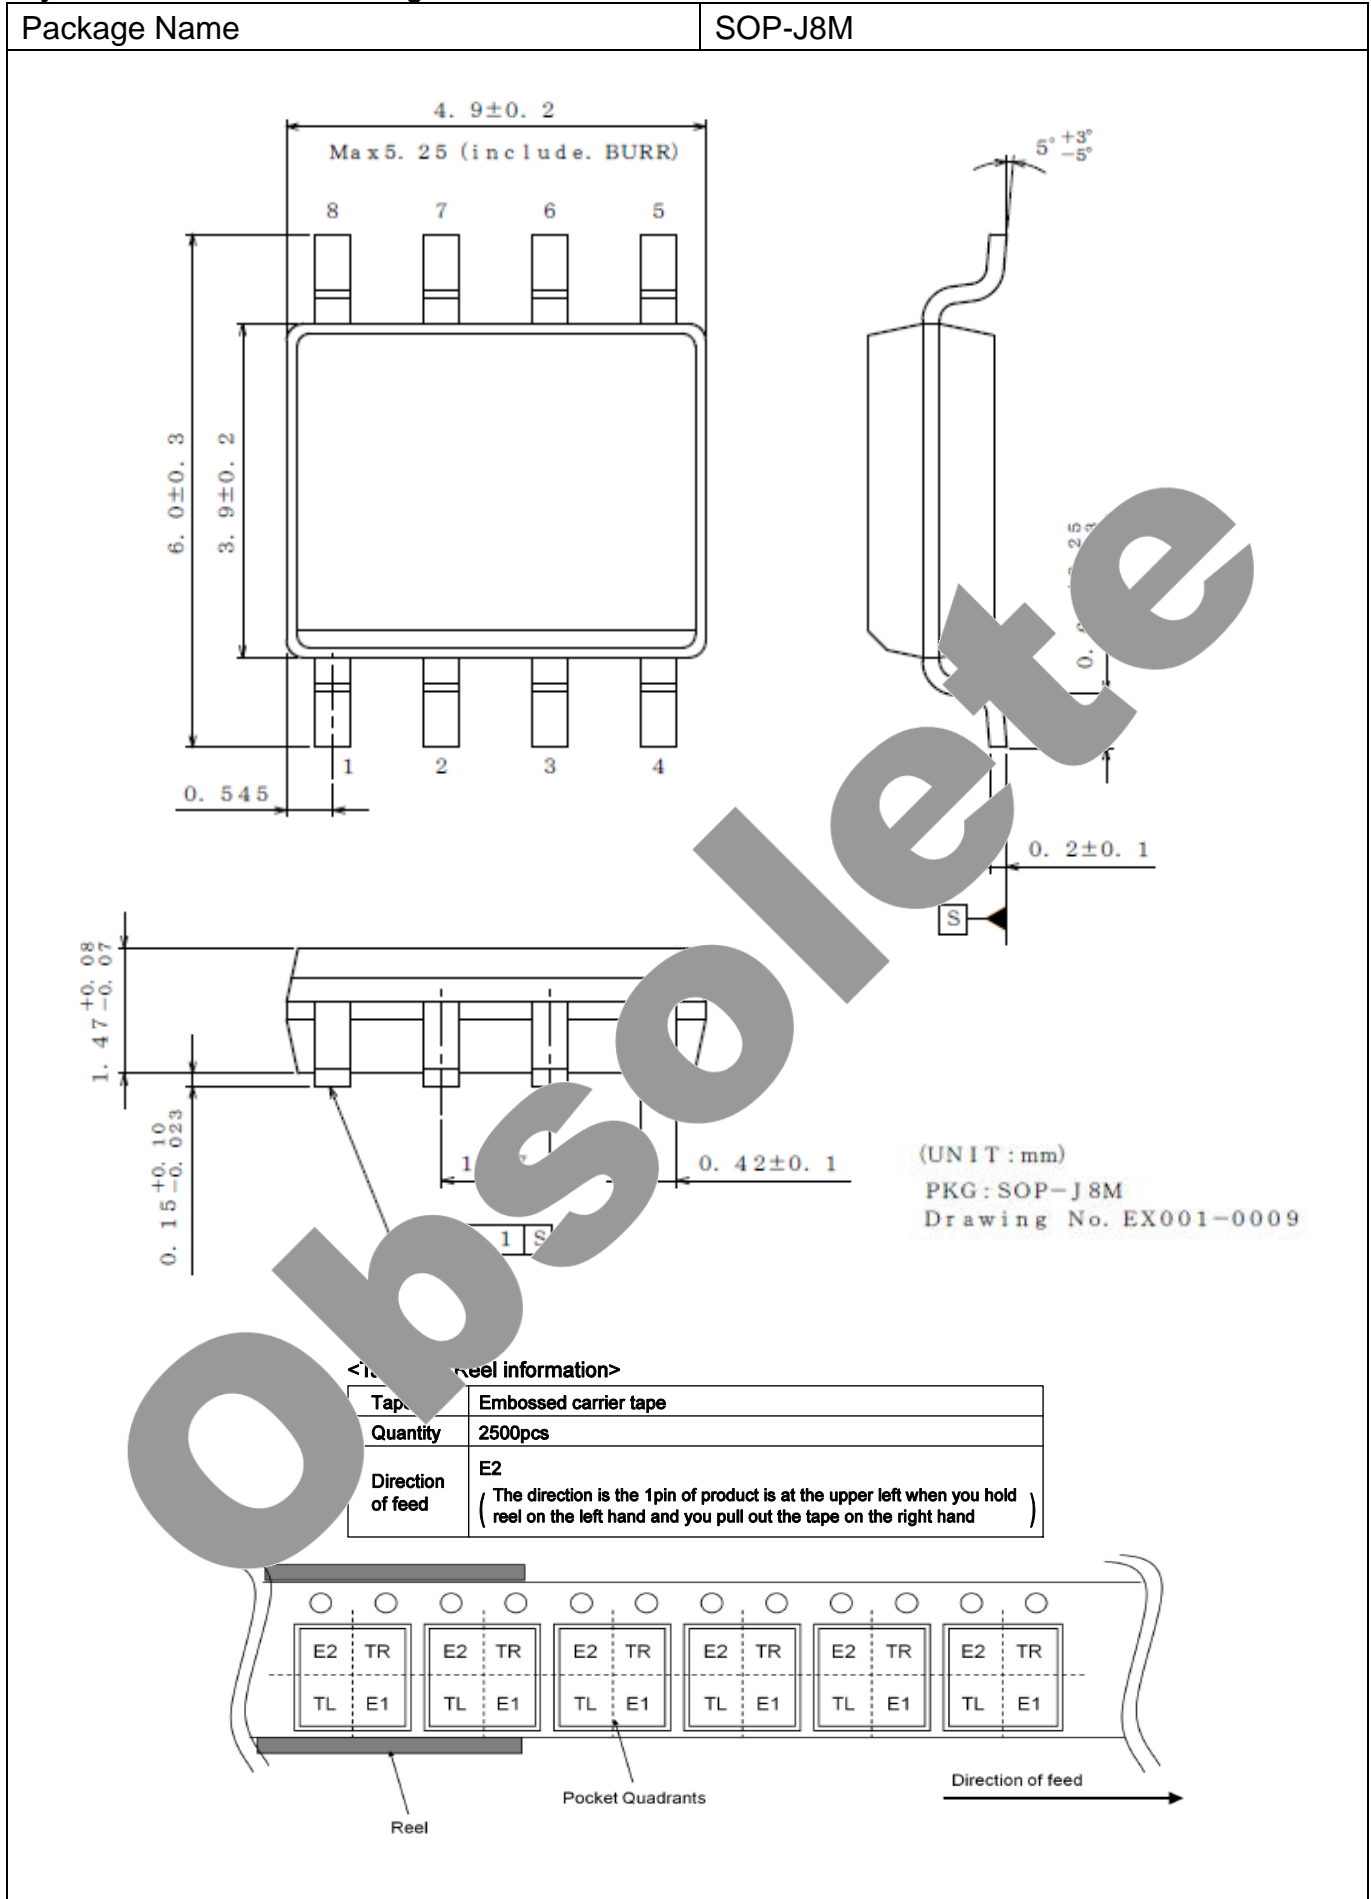 Package Name
SOP-J8M
4. 9±0. 2
Max5. 25 (include. BURR)
5° +3° −5°
8 7 6 5
6. 0±0. 3
3. 9±0. 2
1 2 3 4
0. 545
0. 2±0. 1
S
1. 47 +0. 08 −0. 07
0. 15 +0. 10 −0. 023
0. 42±0. 1
1 S
(UNIT : mm)
PKG : SOP−J8M
Drawing No. EX001−0009
Obsolete
Reel information>
Embossed carrier tape
Quantity 2500pcs
Direction of feed
E2
( The direction is the 1pin of product is at the upper left when you hold
reel on the left hand and you pull out the tape on the right hand )
E2 TR E2 TR E2 TR E2 TR E2 TR E2 TR
TL E1 TL E1 TL E1 TL E1 TL E1 TL E1
Direction of feed
Pocket Quadrants
Reel